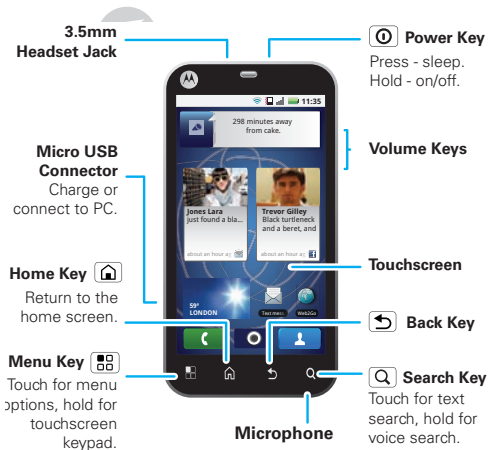 3.5mm
Headset Jack
Power Key
Press - sleep.
Hold - on/off.
11:35
298 minutes away
from cake.
Micro USB
Connector
Charge or
connect to PC.
Volume Keys
Jones Lara
just found a bla...
about an hour ag
Trevor Gilley
Black turtleneck
and a beret, and
about an hour ag
Touchscreen
Home Key
Return to the
home screen.
59°
LONDON
Text mess
Web2Go
Back Key
Menu Key
Touch for menu
options, hold for
touchscreen
keypad.
Microphone
Search Key
Touch for text
search, hold for
voice search.